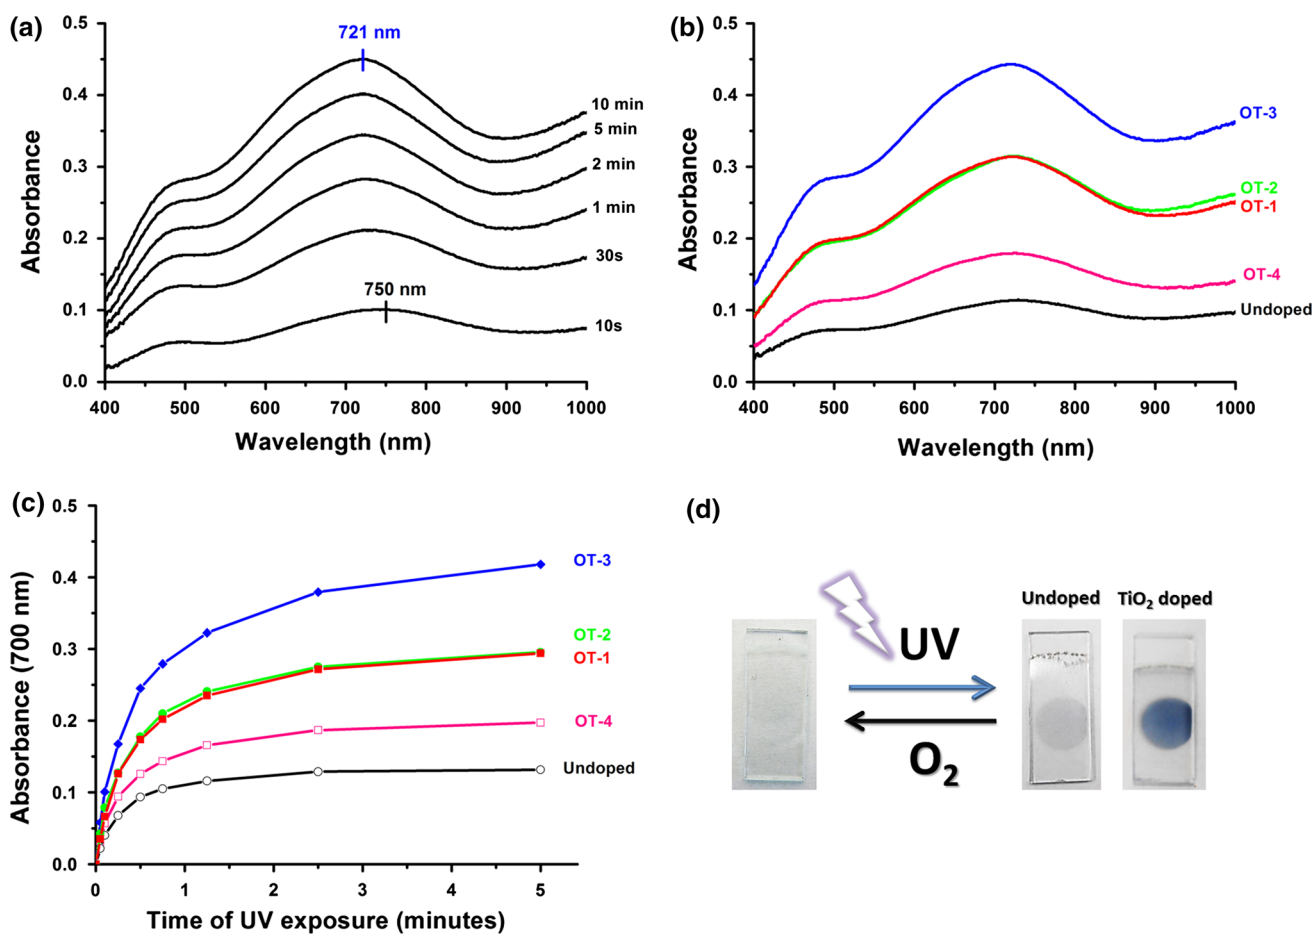 (a)
0.5
0.4
0.3
0.2
0.1
0.0
Absorbance
721 nm
750 nm
10 min
5 min
2 min
1 min
30s
10s
400 500 600 700 800 900 1000
Wavelength (nm)
(b)
0.5
0.4
0.3
0.2
0.1
0.0
Absorbance
OT-3
OT-2
OT-1
OT-4
Undoped
400 500 600 700 800 900 1000
Wavelength (nm)
(c)
0.5
0.4
0.3
0.2
0.1
0.0
Absorbance (700 nm)
OT-3
OT-2
OT-1
OT-4
Undoped
0 1 2 3 4 5
Time of UV exposure (minutes)
(d)
Undoped TiO₂ doped
UV
O₂